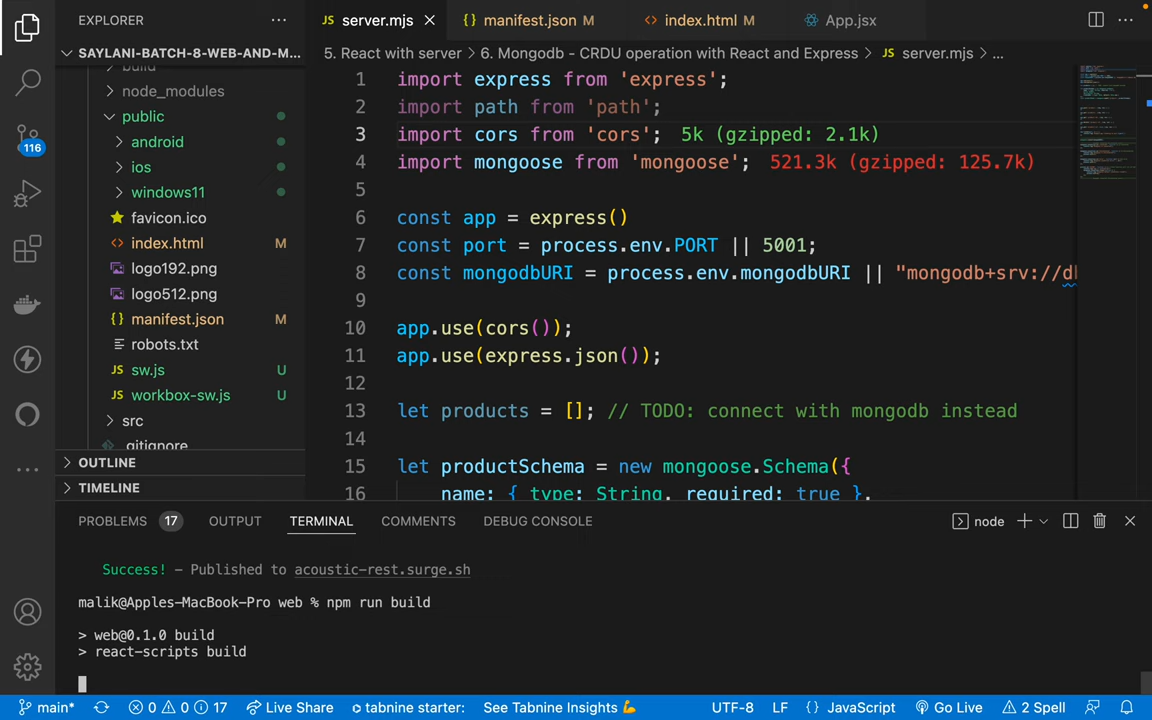 EXPLORER
SAYLANI-BATCH-8-WEB-AND-M...
build
node_modules
public
android
ios
windows11
favicon.ico
index.html M
logo192.png
logo512.png
manifest.json M
robots.txt
sw.js U
workbox-sw.js U
src
.gitignore
OUTLINE
TIMELINE
116
JS server.mjs
{} manifest.json M
<> index.html M
App.jsx
5. React with server > 6. Mongodb - CRDU operation with React and Express > JS server.mjs > ...
1 import express from 'express';
2 import path from 'path';
3 import cors from 'cors'; 5k (gzipped: 2.1k)
4 import mongoose from 'mongoose'; 521.3k (gzipped: 125.7k)
5
6 const app = express()
7 const port = process.env.PORT || 5001;
8 const mongodbURI = process.env.mongodbURI || "mongodb+srv://d
9
10 app.use(cors());
11 app.use(express.json());
12
13 let products = []; // TODO: connect with mongodb instead
14
15 let productSchema = new mongoose.Schema({
16 name: { type: String, required: true },
PROBLEMS 17 OUTPUT TERMINAL COMMENTS DEBUG CONSOLE node
Success! - Published to acoustic-rest.surge.sh
malik@Apples-MacBook-Pro web % npm run build
> web@0.1.0 build
> react-scripts build
main* 0 0 17 Live Share tabnine starter: See Tabnine Insights 💪 UTF-8 LF {} JavaScript Go Live 2 Spell